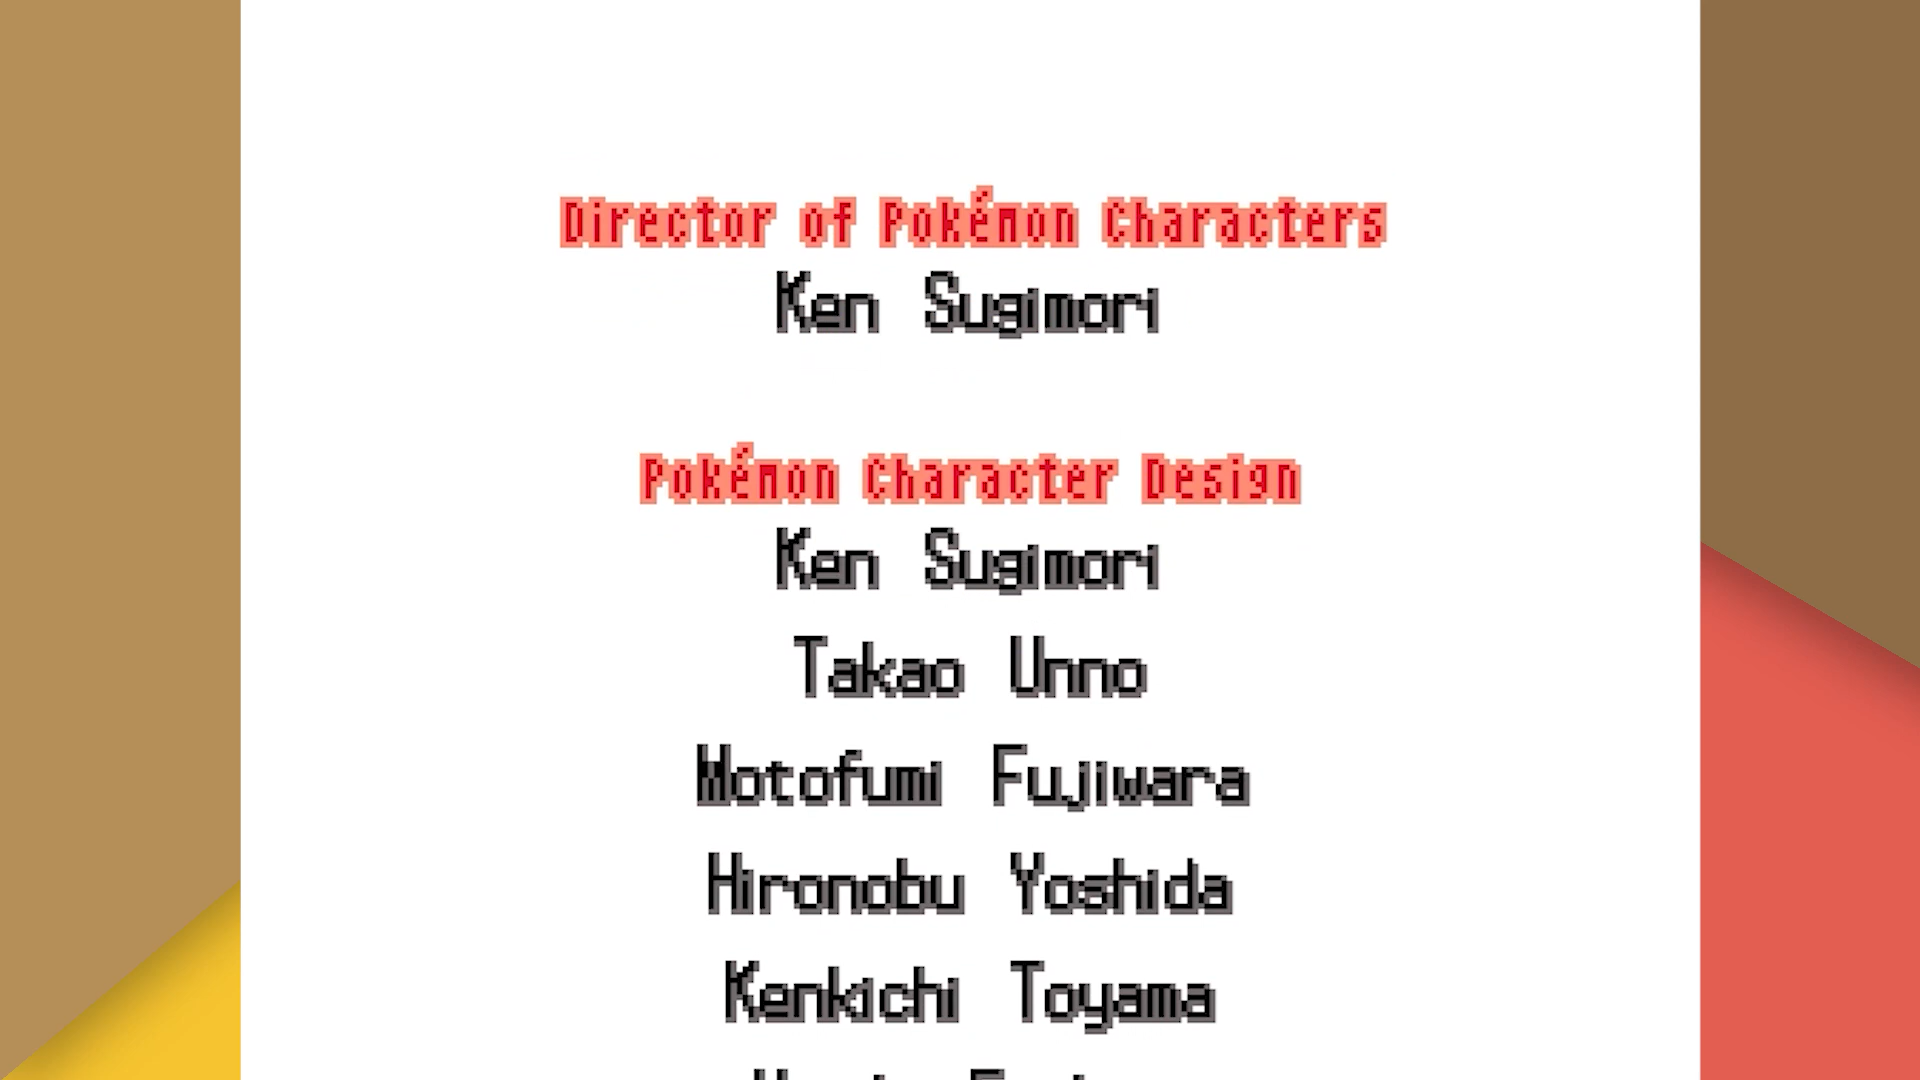 Director of Pokémon Characters
Ken Sugimori
Pokémon Character Design
Ken Sugimori
Takao Unno
Motofumi Fujiwara
Hironobu Yoshida
Kenkichi Toyama